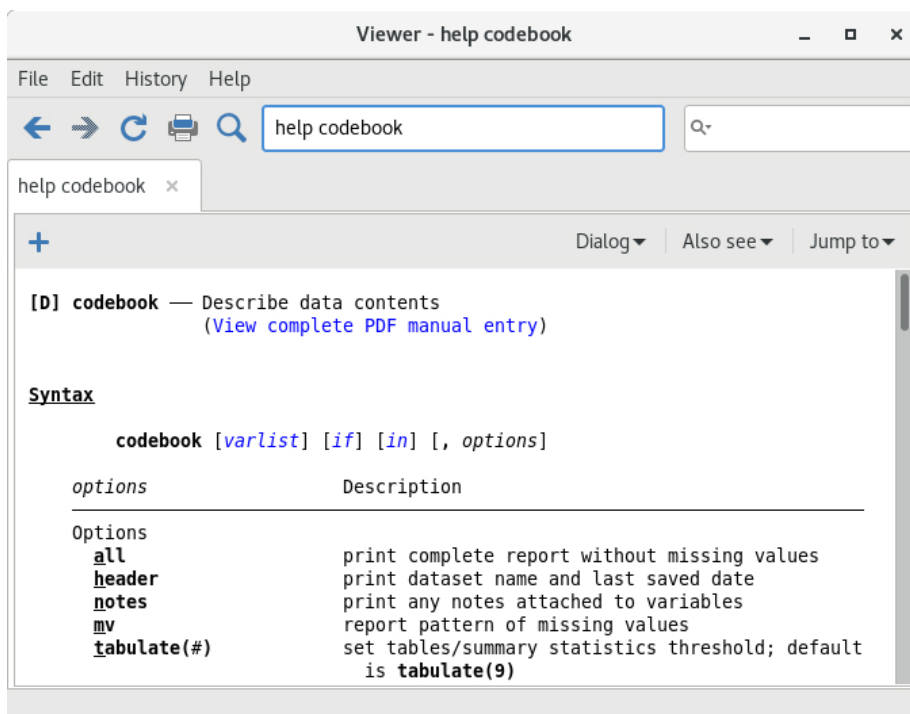 Viewer - help codebook
File Edit History Help
help codebook
help codebook
Dialog Also see Jump to
[D] codebook — Describe data contents
(View complete PDF manual entry)
Syntax
codebook [varlist] [if] [in] [, options]
options Description
Options
all print complete report without missing values
header print dataset name and last saved date
notes print any notes attached to variables
mv report pattern of missing values
tabulate(#) set tables/summary statistics threshold; default
is tabulate(9)